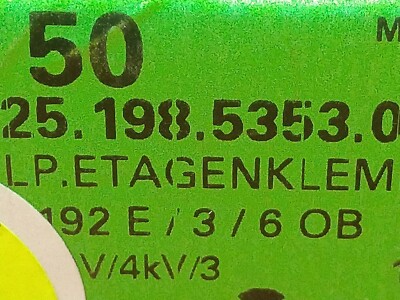 50 M
25.198.5353.0
LP.ETAGENKLEM
192 E / 3 / 6 OB
V/4kV/3